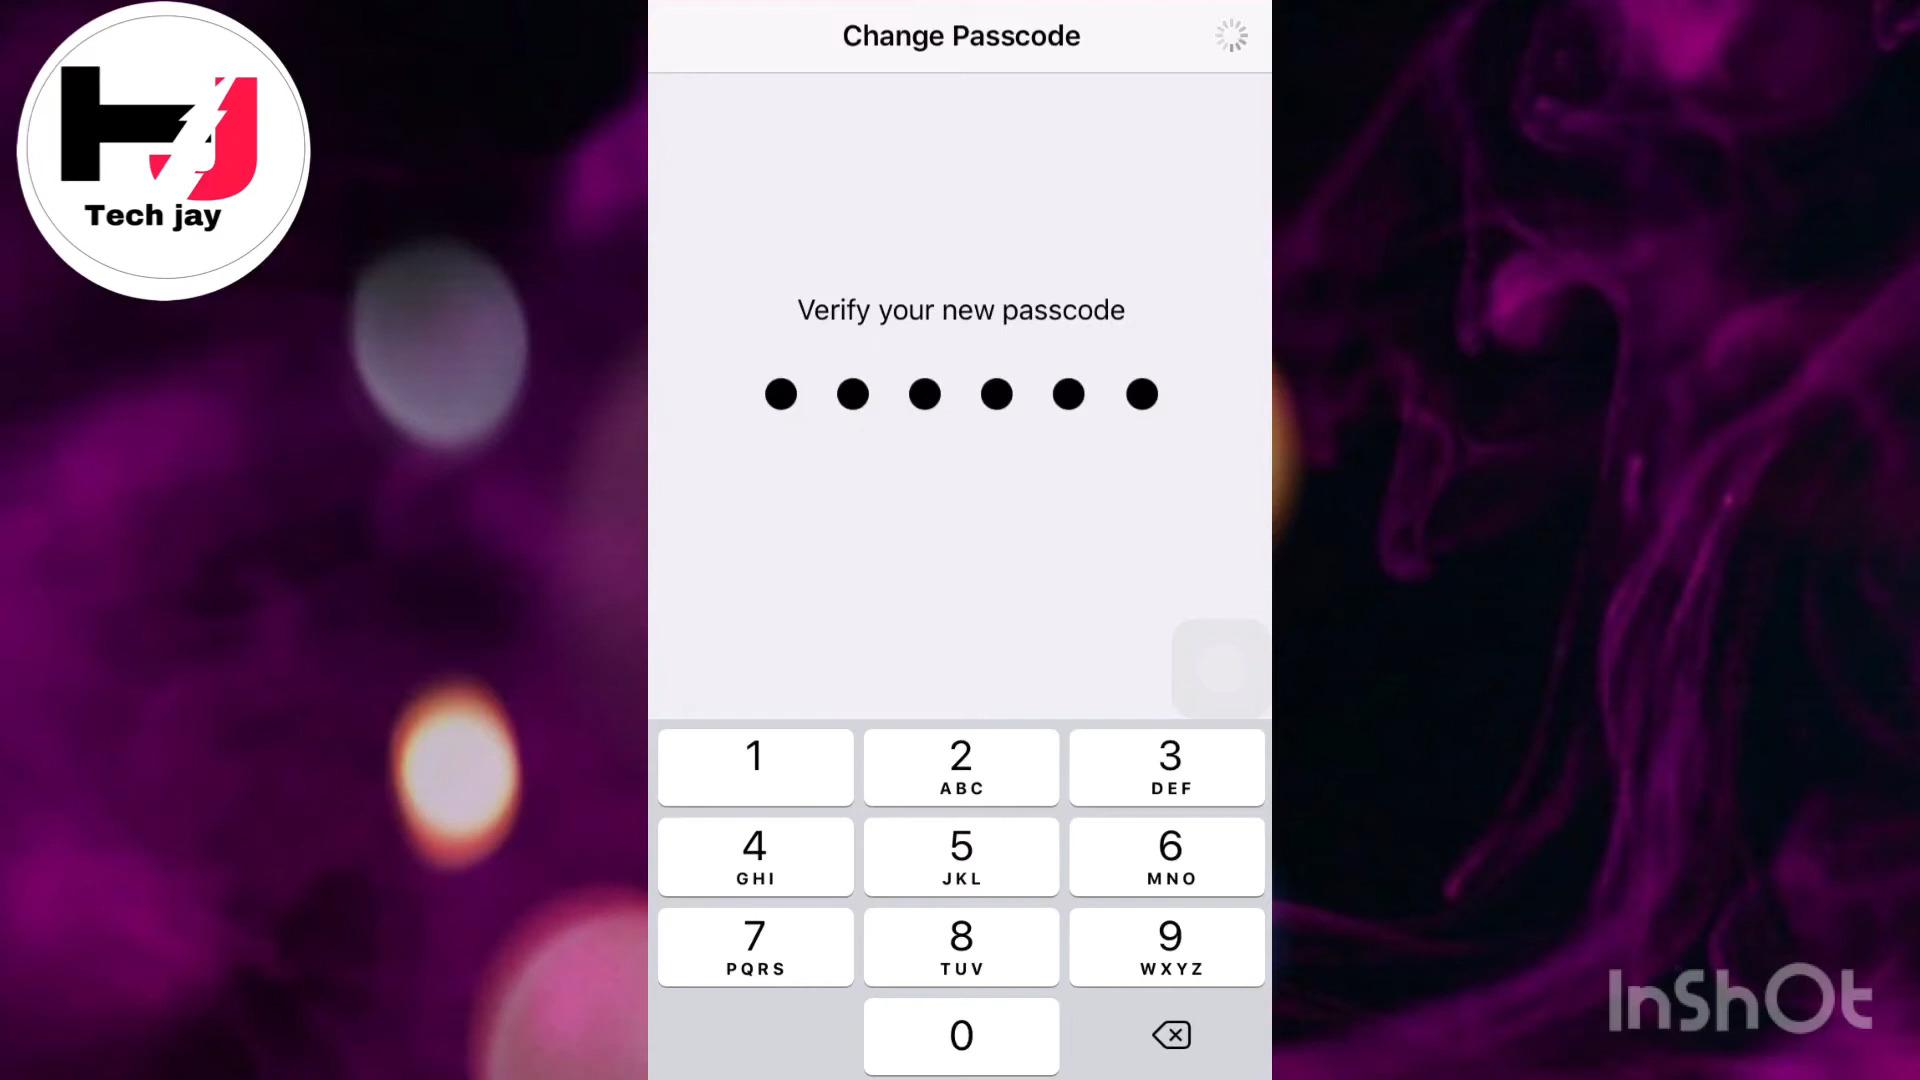 Change Passcode
HJ
Tech jay
Verify your new passcode
1
2
ABC
3
DEF
4
GHI
5
JKL
6
MNO
7
PQRS
8
TUV
9
WXYZ
0
InShOt